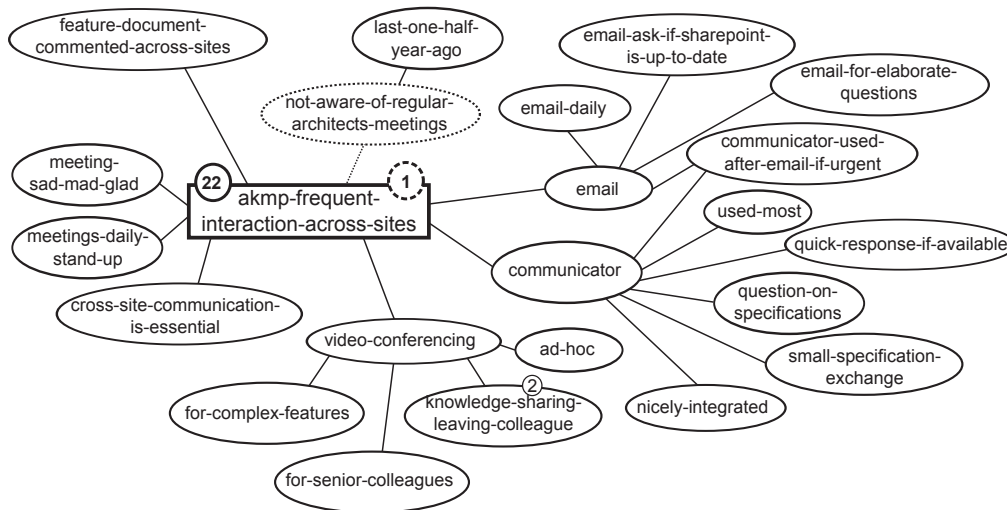 feature-document-
commented-across-sites
last-one-half-
year-ago
email-ask-if-sharepoint-
is-up-to-date
email-for-elaborate-
questions
not-aware-of-regular-
architects-meetings
email-daily
communicator-used-
after-email-if-urgent
meeting-
sad-mad-glad
22
1
akmp-frequent-
interaction-across-sites
email
used-most
meetings-daily-
stand-up
quick-response-if-available
communicator
cross-site-communication-
is-essential
question-on-
specifications
video-conferencing
ad-hoc
small-specification-
exchange
2
knowledge-sharing-
leaving-colleague
for-complex-features
nicely-integrated
for-senior-colleagues